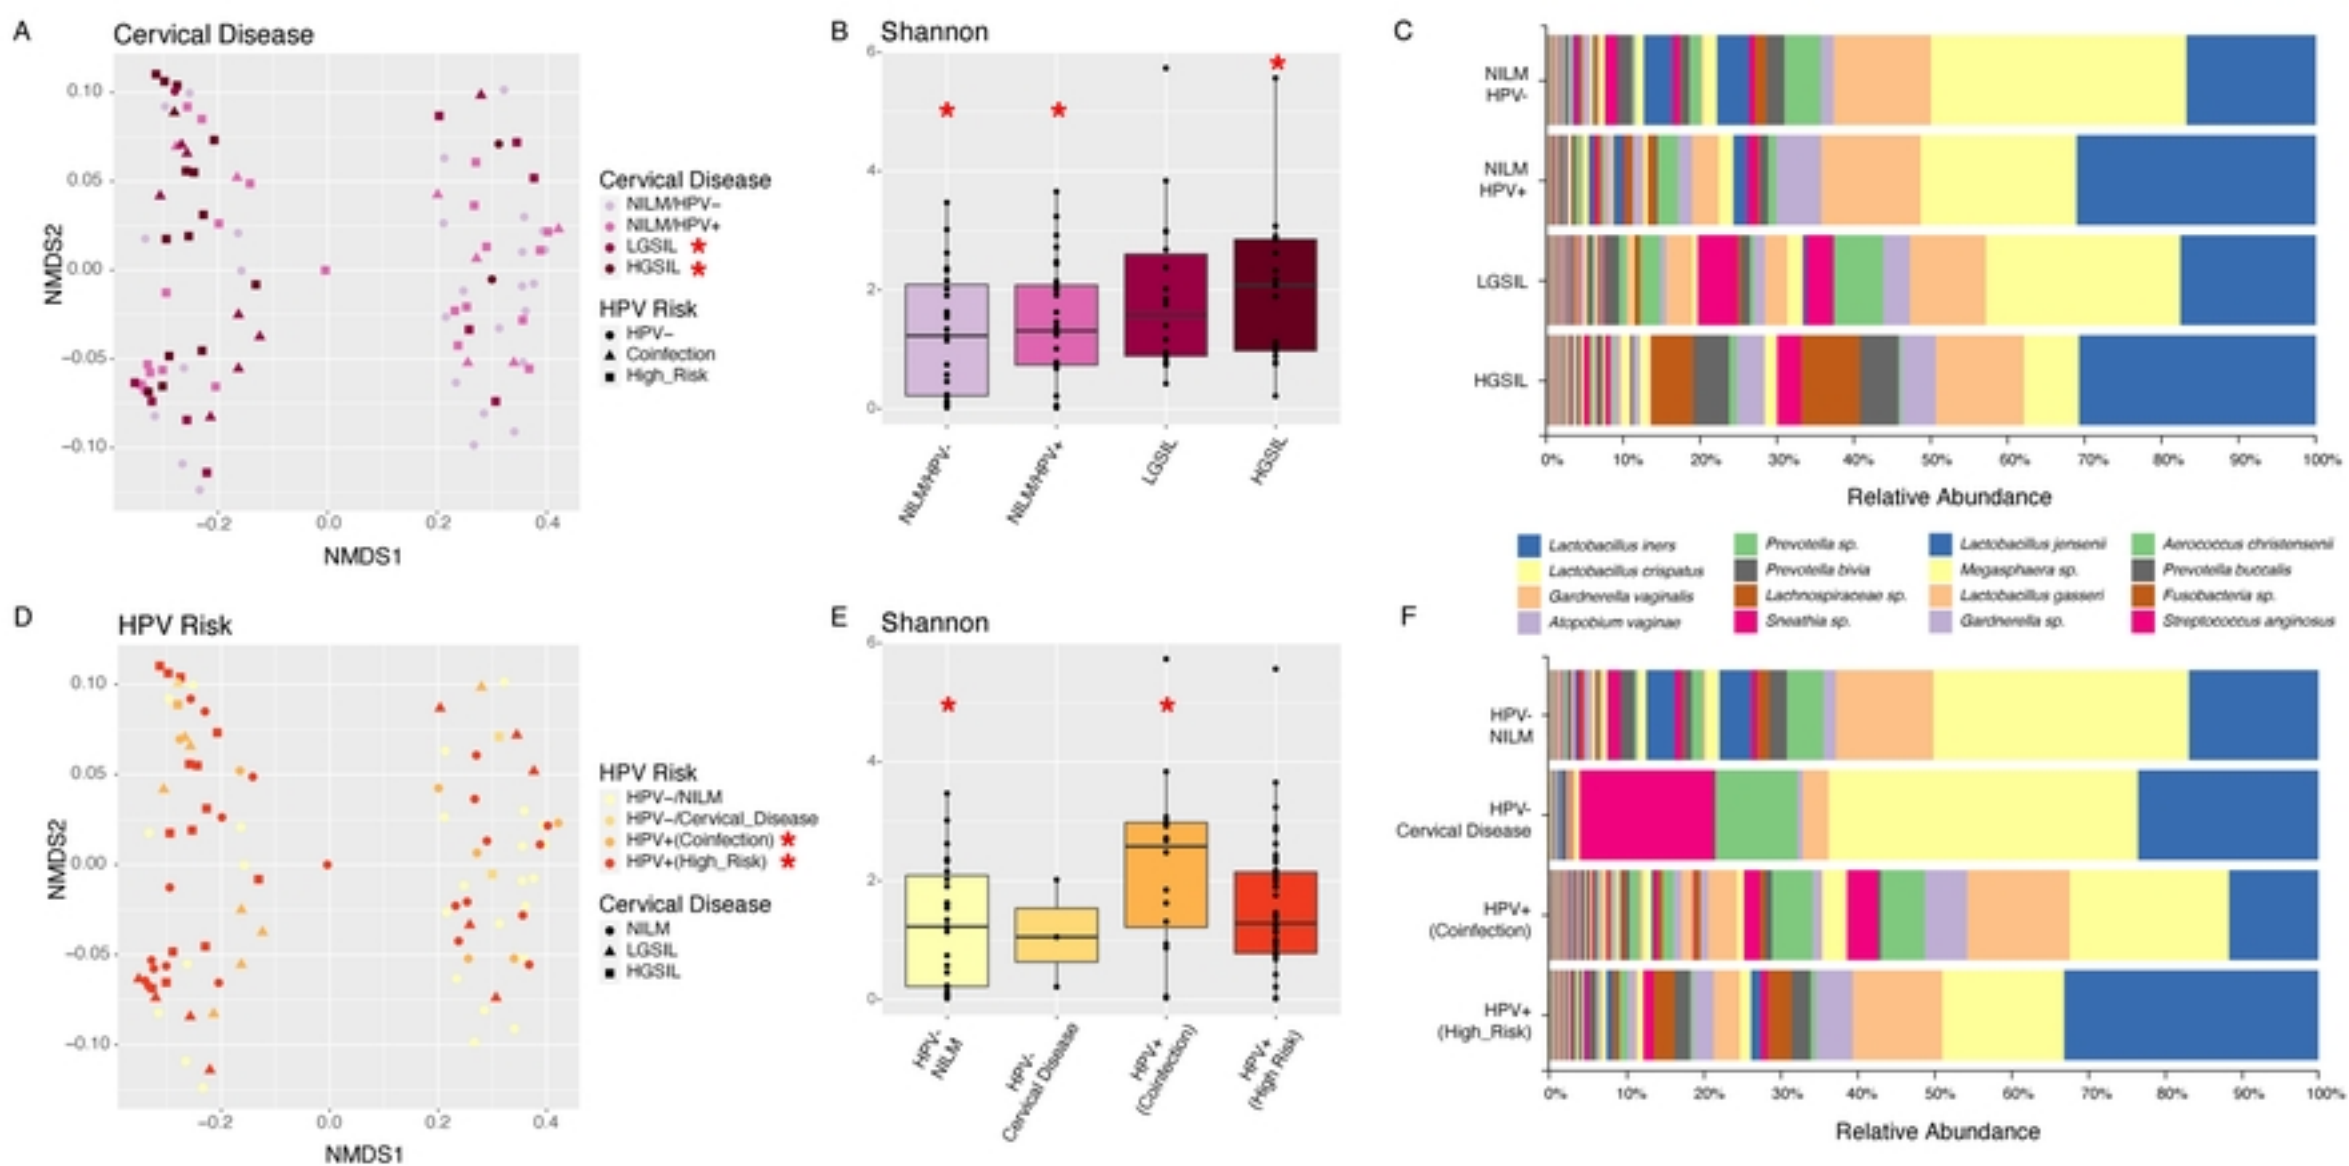 A
Cervical Disease
0.10
0.05
0.00
−0.05
−0.10
NMDS2
−0.2
0.0
0.2
0.4
NMDS1
Cervical Disease
NILM/HPV−
NILM/HPV+
LGSIL *
HGSIL *
HPV Risk
HPV−
Coinfection
High_Risk
B
Shannon
6
4
2
0
*
*
*
NILM/HPV-
NILM/HPV+
LGSIL
HGSIL
C
NILM
HPV-
NILM
HPV+
LGSIL
HGSIL
0% 10% 20% 30% 40% 50% 60% 70% 80% 90% 100%
Relative Abundance
Lactobacillus iners
Lactobacillus crispatus
Gardnerella vaginalis
Atopobium vaginae
Prevotella sp.
Prevotella bivia
Lachnospiraceae sp.
Sneathia sp.
Lactobacillus jensenii
Megasphaera sp.
Lactobacillus gasseri
Gardnerella sp.
Aerococcus christensenii
Prevotella buccalis
Fusobacteria sp.
Streptococcus anginosus
D
HPV Risk
0.10
0.05
0.00
−0.05
−0.10
NMDS2
−0.2
0.0
0.2
0.4
NMDS1
HPV Risk
HPV−/NILM
HPV−/Cervical_Disease
HPV+(Coinfection) *
HPV+(High_Risk) *
Cervical Disease
NILM
LGSIL
HGSIL
E
Shannon
6
4
2
0
*
*
HPV-
NILM
HPV-
Cervical Disease
HPV+
(Coinfection)
HPV+
(High Risk)
F
HPV-
NILM
HPV-
Cervical Disease
HPV+
(Coinfection)
HPV+
(High_Risk)
0% 10% 20% 30% 40% 50% 60% 70% 80% 90% 100%
Relative Abundance